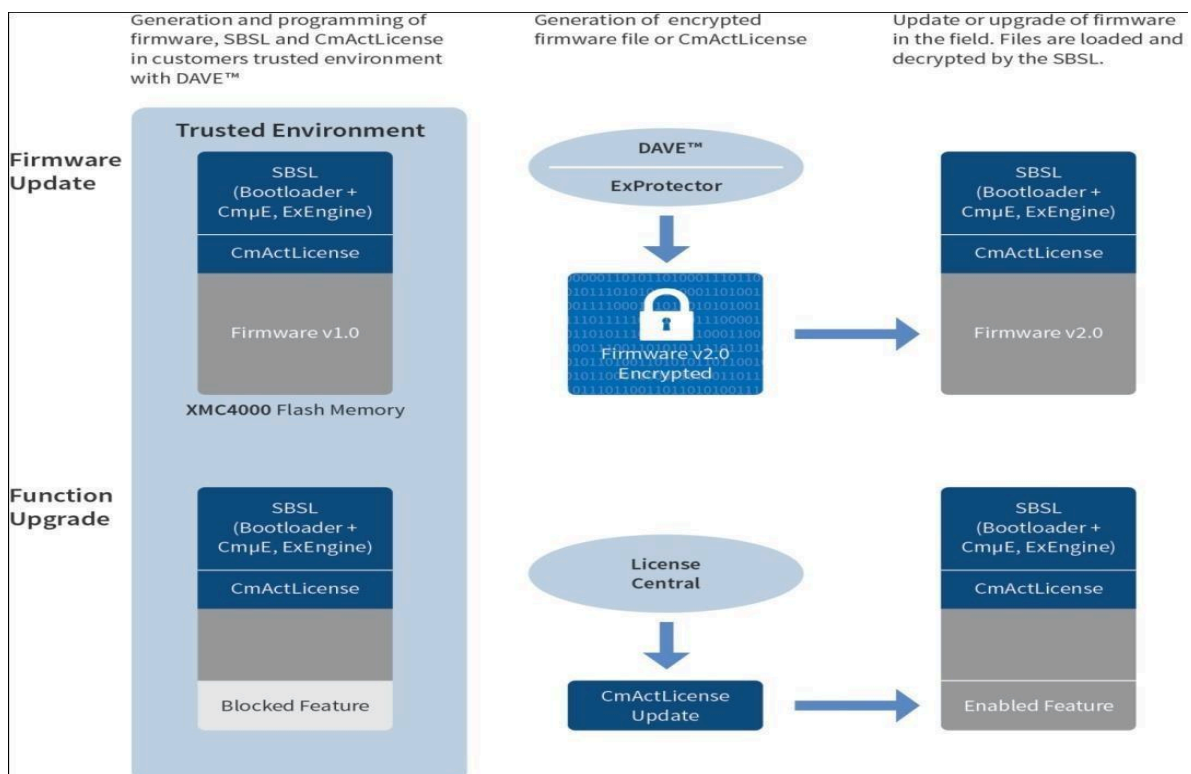 Generation and programming of
firmware, SBSL and CmActLicense
in customers trusted environment
with DAVE™
Generation of encrypted
firmware file or CmActLicense
Update or upgrade of firmware
in the field. Files are loaded and
decrypted by the SBSL.
Firmware
Update
Trusted Environment
SBSL
(Bootloader +
CmµE, ExEngine)
CmActLicense
Firmware v1.0
XMC4000 Flash Memory
DAVE™
ExProtector
Firmware v2.0
Encrypted
SBSL
(Bootloader +
CmµE, ExEngine)
CmActLicense
Firmware v2.0
Function
Upgrade
SBSL
(Bootloader +
CmµE, ExEngine)
CmActLicense
Blocked Feature
License
Central
CmActLicense
Update
SBSL
(Bootloader +
CmµE, ExEngine)
CmActLicense
Enabled Feature